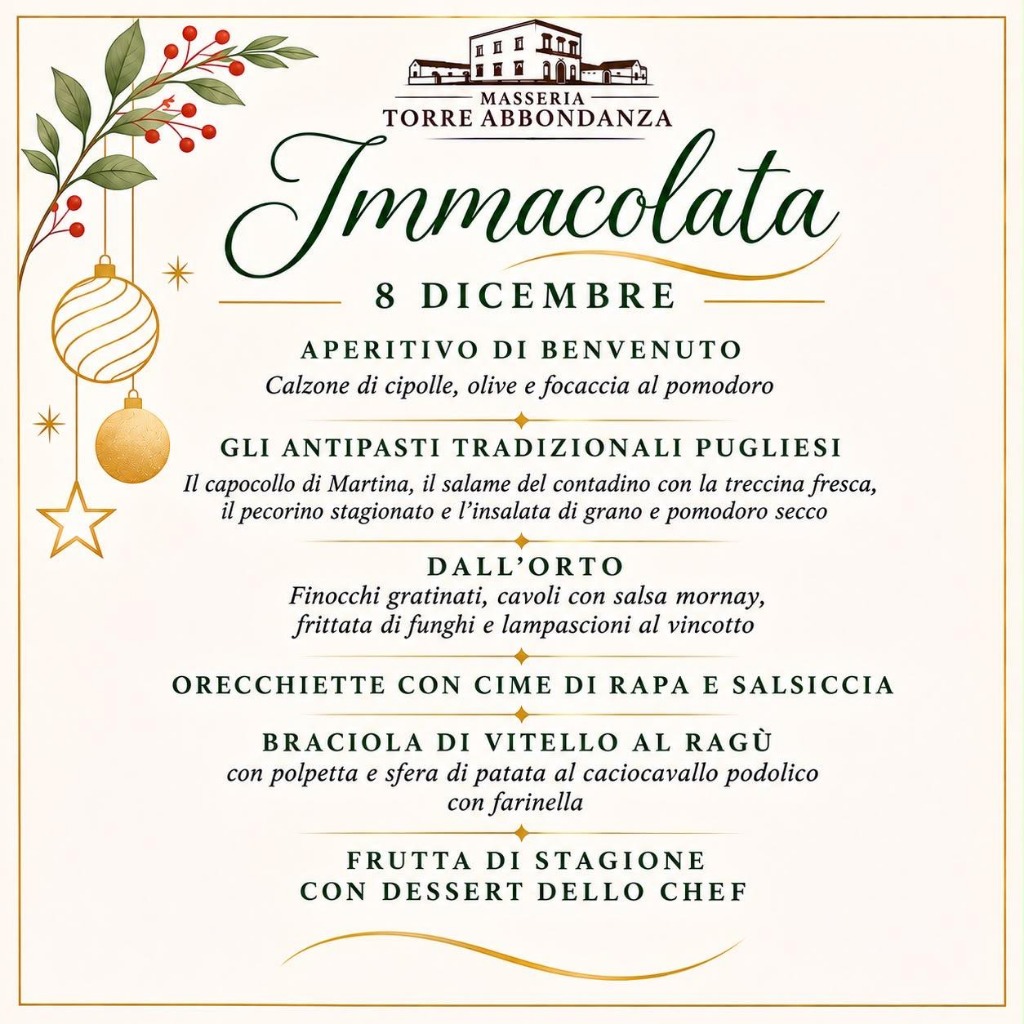 MASSERIA
TORRE ABBONDANZA
Immacolata
8 DICEMBRE
APERITIVO DI BENVENUTO
Calzone di cipolle, olive e focaccia al pomodoro
GLI ANTIPASTI TRADIZIONALI PUGLIESI
Il capocollo di Martina, il salame del contadino con la treccina fresca,
il pecorino stagionato e l'insalata di grano e pomodoro secco
DALL'ORTO
Finocchi gratinati, cavoli con salsa mornay,
frittata di funghi e lampascioni al vincotto
ORECCHIETTE CON CIME DI RAPA E SALSICCIA
BRACIOLA DI VITELLO AL RAGÙ
con polpetta e sfera di patata al caciocavallo podolico
con farinella
FRUTTA DI STAGIONE
CON DESSERT DELLO CHEF